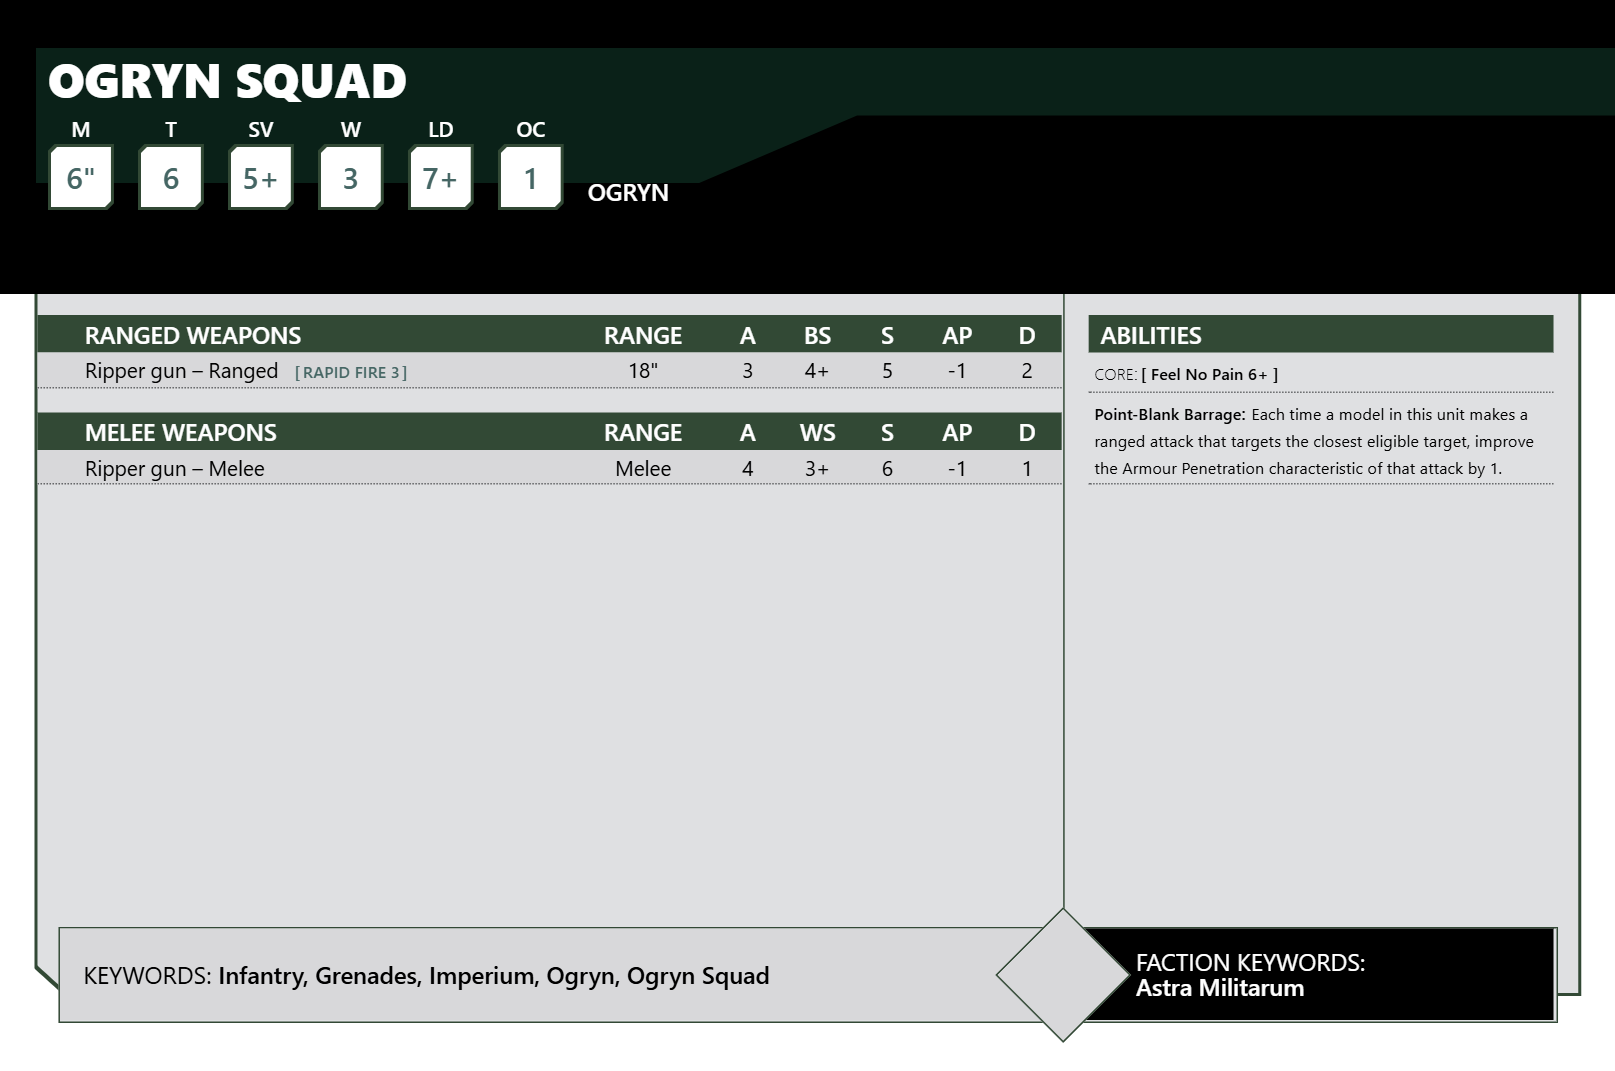 OGRYN SQUAD
M T SV W LD OC
6" 6 5+ 3 7+ 1 OGRYN
RANGED WEAPONS RANGE A BS S AP D
Ripper gun – Ranged [ RAPID FIRE 3 ] 18" 3 4+ 5 -1 2
MELEE WEAPONS RANGE A WS S AP D
Ripper gun – Melee Melee 4 3+ 6 -1 1
ABILITIES
CORE: [ Feel No Pain 6+ ]
Point-Blank Barrage: Each time a model in this unit makes a
ranged attack that targets the closest eligible target, improve
the Armour Penetration characteristic of that attack by 1.
KEYWORDS: Infantry, Grenades, Imperium, Ogryn, Ogryn Squad
FACTION KEYWORDS:
Astra Militarum